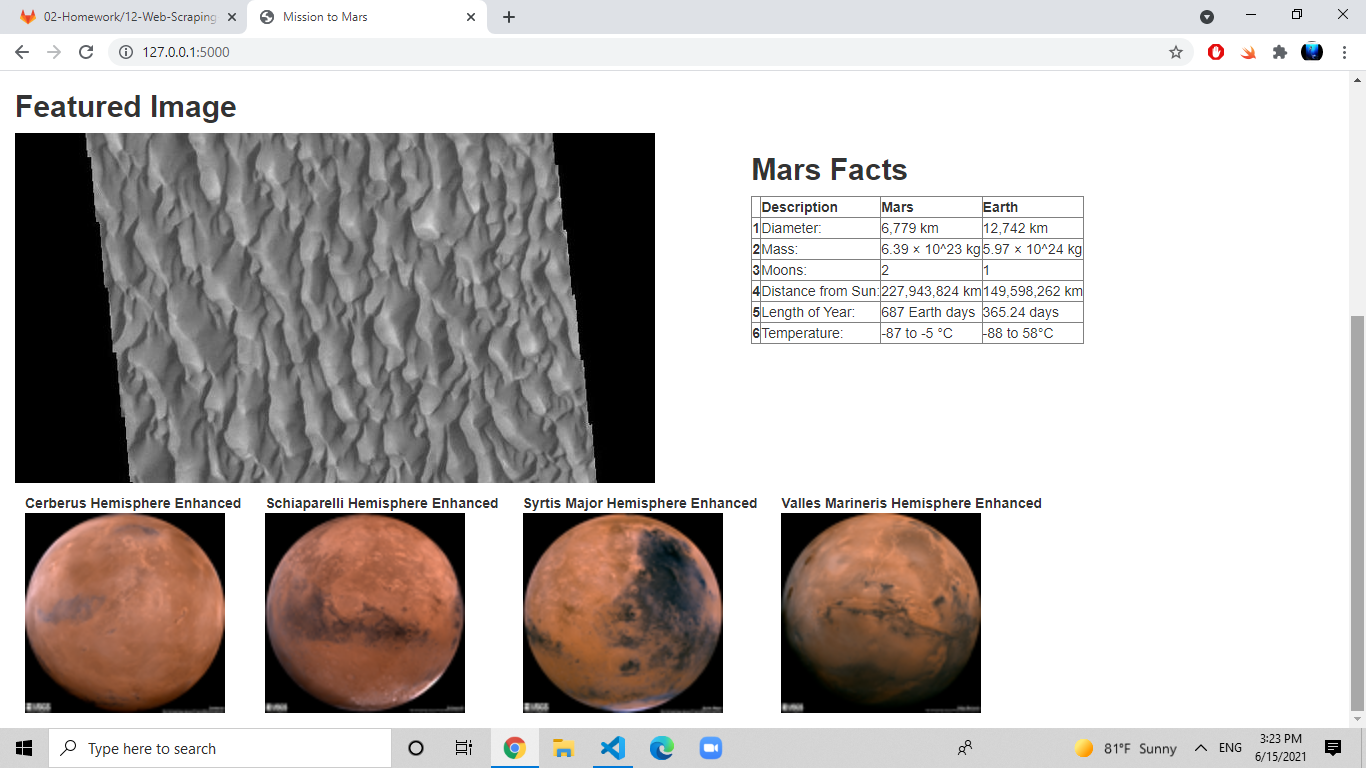 02-Homework/12-Web-Scraping
Mission to Mars
127.0.0.1:5000
Featured Image
Mars Facts
Description Mars Earth
1 Diameter: 6,779 km 12,742 km
2 Mass: 6.39 × 10^23 kg 5.97 × 10^24 kg
3 Moons: 2 1
4 Distance from Sun: 227,943,824 km 149,598,262 km
5 Length of Year: 687 Earth days 365.24 days
6 Temperature: -87 to -5 °C -88 to 58°C
Cerberus Hemisphere Enhanced Schiaparelli Hemisphere Enhanced Syrtis Major Hemisphere Enhanced Valles Marineris Hemisphere Enhanced
USGS USGS USGS USGS
Type here to search
81°F Sunny
ENG
3:23 PM
6/15/2021